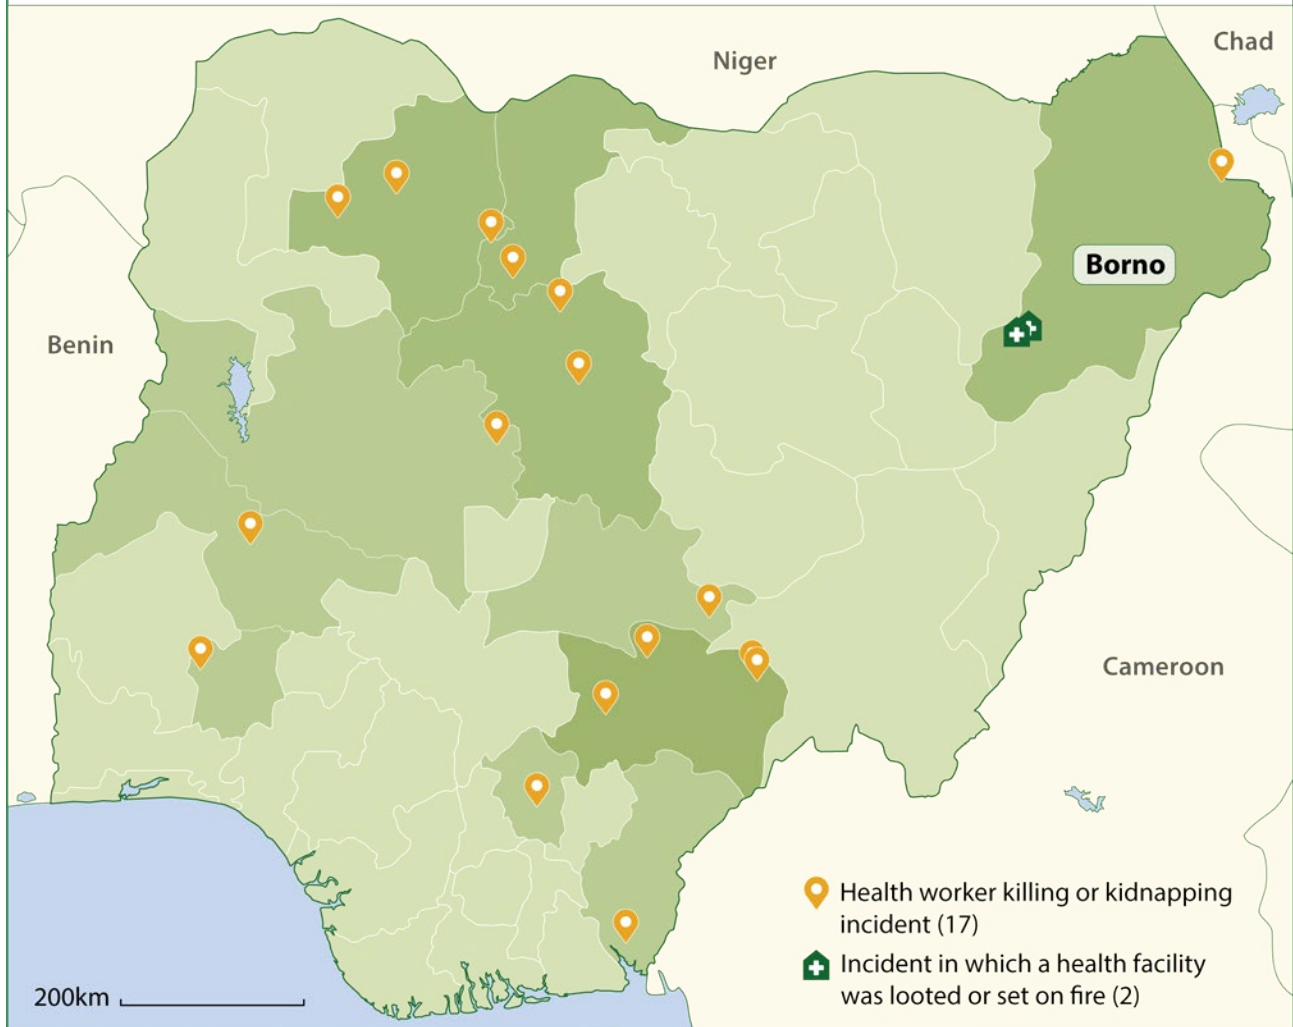 Niger
Chad
Borno
Benin
Cameroon
Health worker killing or kidnapping
incident (17)
Incident in which a health facility
was looted or set on fire (2)
200km